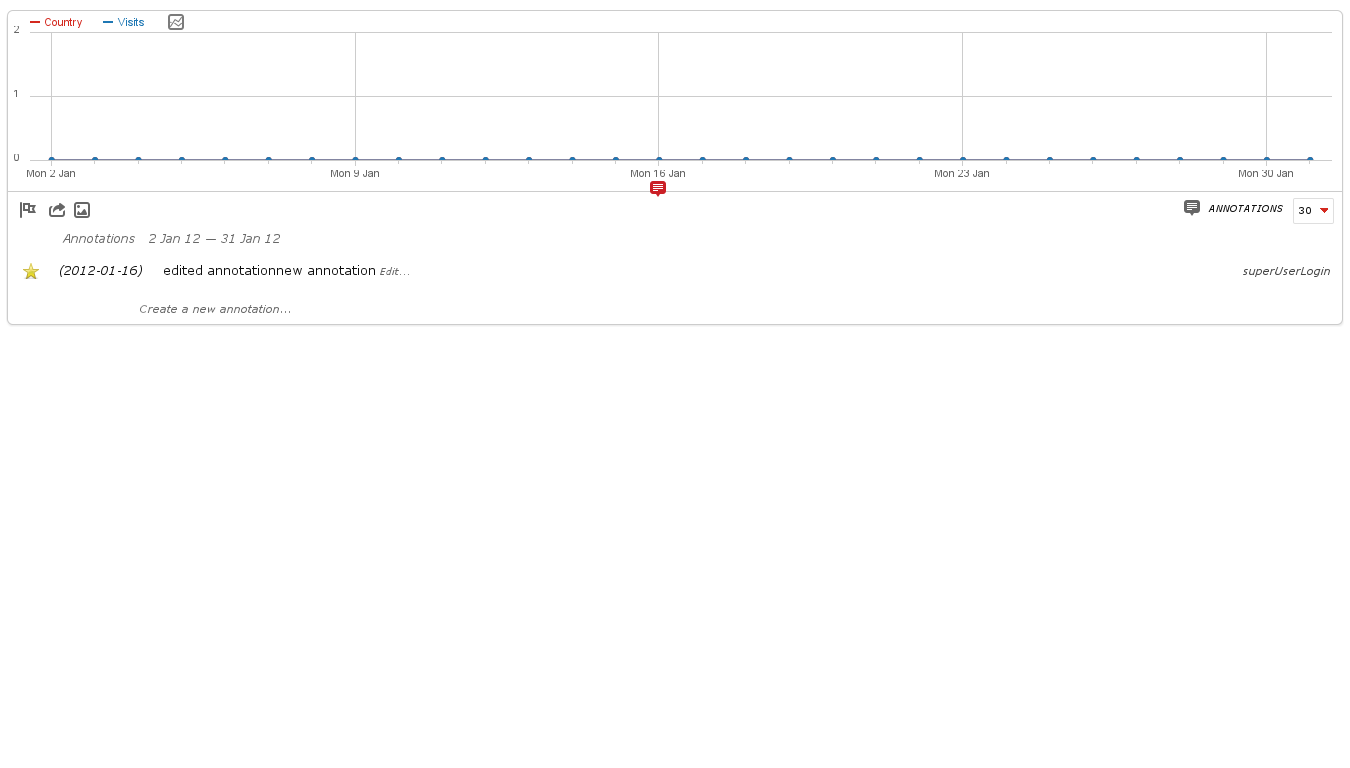 Country Visits
2
1
0
Mon 2 Jan Mon 9 Jan Mon 16 Jan Mon 23 Jan Mon 30 Jan
ANNOTATIONS 30
Annotations 2 Jan 12 — 31 Jan 12
(2012-01-16) edited annotationnew annotation Edit... superUserLogin
Create a new annotation...